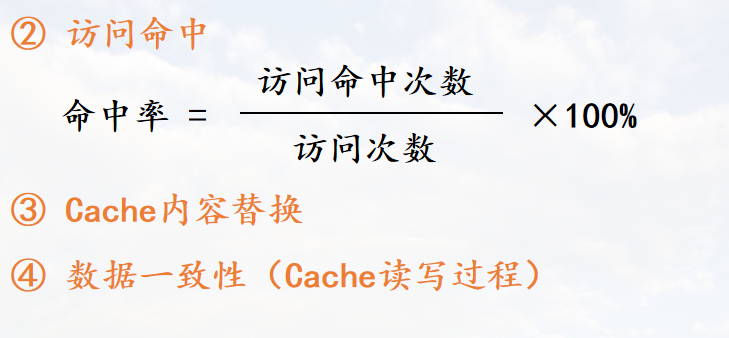 ② 访问命中
命中率 = 访问命中次数 / 访问次数 ×100%
③ Cache内容替换
④ 数据一致性（Cache读写过程）